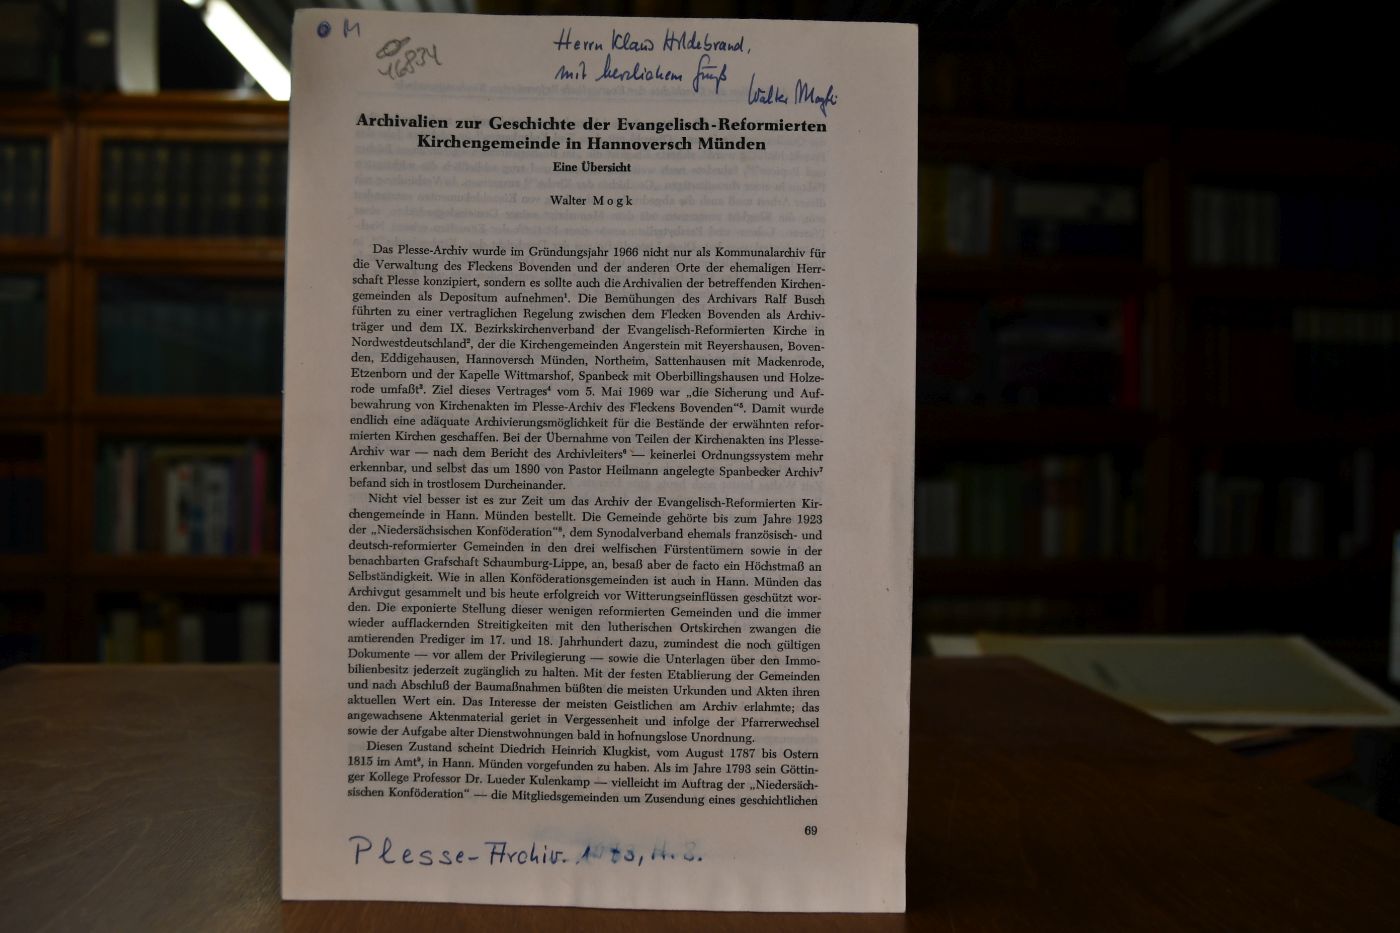 M
16834
Herrn Klaus Hildebrand,
mit herzlichem Gruß
Walter Mogk
Archivalien zur Geschichte der Evangelisch-Reformierten
Kirchengemeinde in Hannoversch Münden
Eine Übersicht
Walter Mogk
Das Plesse-Archiv wurde im Gründungsjahr 1966 nicht nur als Kommunalarchiv für
die Verwaltung des Fleckens Bovenden und der anderen Orte der ehemaligen Herr-
schaft Plesse konzipiert, sondern es sollte auch die Archivalien der betreffenden Kirchen-
gemeinden als Depositum aufnehmen¹. Die Bemühungen des Archivars Ralf Busch
führten zu einer vertraglichen Regelung zwischen dem Flecken Bovenden als Archiv-
träger und dem IX. Bezirkskirchenverband der Evangelisch-Reformierten Kirche in
Nordwestdeutschland², der die Kirchengemeinden Angerstein mit Reyershausen, Boven-
den, Eddigehausen, Hannoversch Münden, Northeim, Sattenhausen mit Mackenrode,
Etzenborn und der Kapelle Wittmarshof, Spanbeck mit Oberbillingshausen und Holze-
rode umfaßt³. Ziel dieses Vertrages⁴ vom 5. Mai 1969 war „die Sicherung und Auf-
bewahrung von Kirchenakten im Plesse-Archiv des Fleckens Bovenden“⁵. Damit wurde
endlich eine adäquate Archivierungsmöglichkeit für die Bestände der erwähnten refor-
mierten Kirchen geschaffen. Bei der Übernahme von Teilen der Kirchenakten ins Plesse-
Archiv war — nach dem Bericht des Archivleiters⁶ — keinerlei Ordnungssystem mehr
erkennbar, und selbst das um 1890 von Pastor Heilmann angelegte Spanbecker Archiv⁷
befand sich in trostlosem Durcheinander.
Nicht viel besser ist es zur Zeit um das Archiv der Evangelisch-Reformierten Kir-
chengemeinde in Hann. Münden bestellt. Die Gemeinde gehörte bis zum Jahre 1923
der „Niedersächsischen Konföderation“⁸, dem Synodalverband ehemals französisch- und
deutsch-reformierter Gemeinden in den drei welfischen Fürstentümern sowie in der
benachbarten Grafschaft Schaumburg-Lippe, an, besaß aber de facto ein Höchstmaß an
Selbständigkeit. Wie in allen Konföderationsgemeinden ist auch in Hann. Münden das
Archivgut gesammelt und bis heute erfolgreich vor Witterungseinflüssen geschützt wor-
den. Die exponierte Stellung dieser wenigen reformierten Gemeinden und die immer
wieder aufflackernden Streitigkeiten mit den lutherischen Ortskirchen zwangen die
amtierenden Prediger im 17. und 18. Jahrhundert dazu, zumindest die noch gültigen
Dokumente — vor allem der Privilegierung — sowie die Unterlagen über den Immo-
bilienbesitz jederzeit zugänglich zu halten. Mit der festen Etablierung der Gemeinden
und nach Abschluß der Baumaßnahmen büßten die meisten Urkunden und Akten ihren
aktuellen Wert ein. Das Interesse der meisten Geistlichen am Archiv erlahmte; das
angewachsene Aktenmaterial geriet in Vergessenheit und infolge der Pfarrerwechsel
sowie der Aufgabe alter Dienstwohnungen bald in hofnungslose Unordnung.
Diesen Zustand scheint Diedrich Heinrich Klugkist, vom August 1787 bis Ostern
1815 im Amt⁹, in Hann. Münden vorgefunden zu haben. Als im Jahre 1793 sein Göttin-
ger Kollege Professor Dr. Lueder Kulenkamp — vielleicht im Auftrag der „Niedersäch-
sischen Konföderation“ — die Mitgliedsgemeinden um Zusendung eines geschichtlichen
69
Plesse-Archiv. 1973, H. 8.